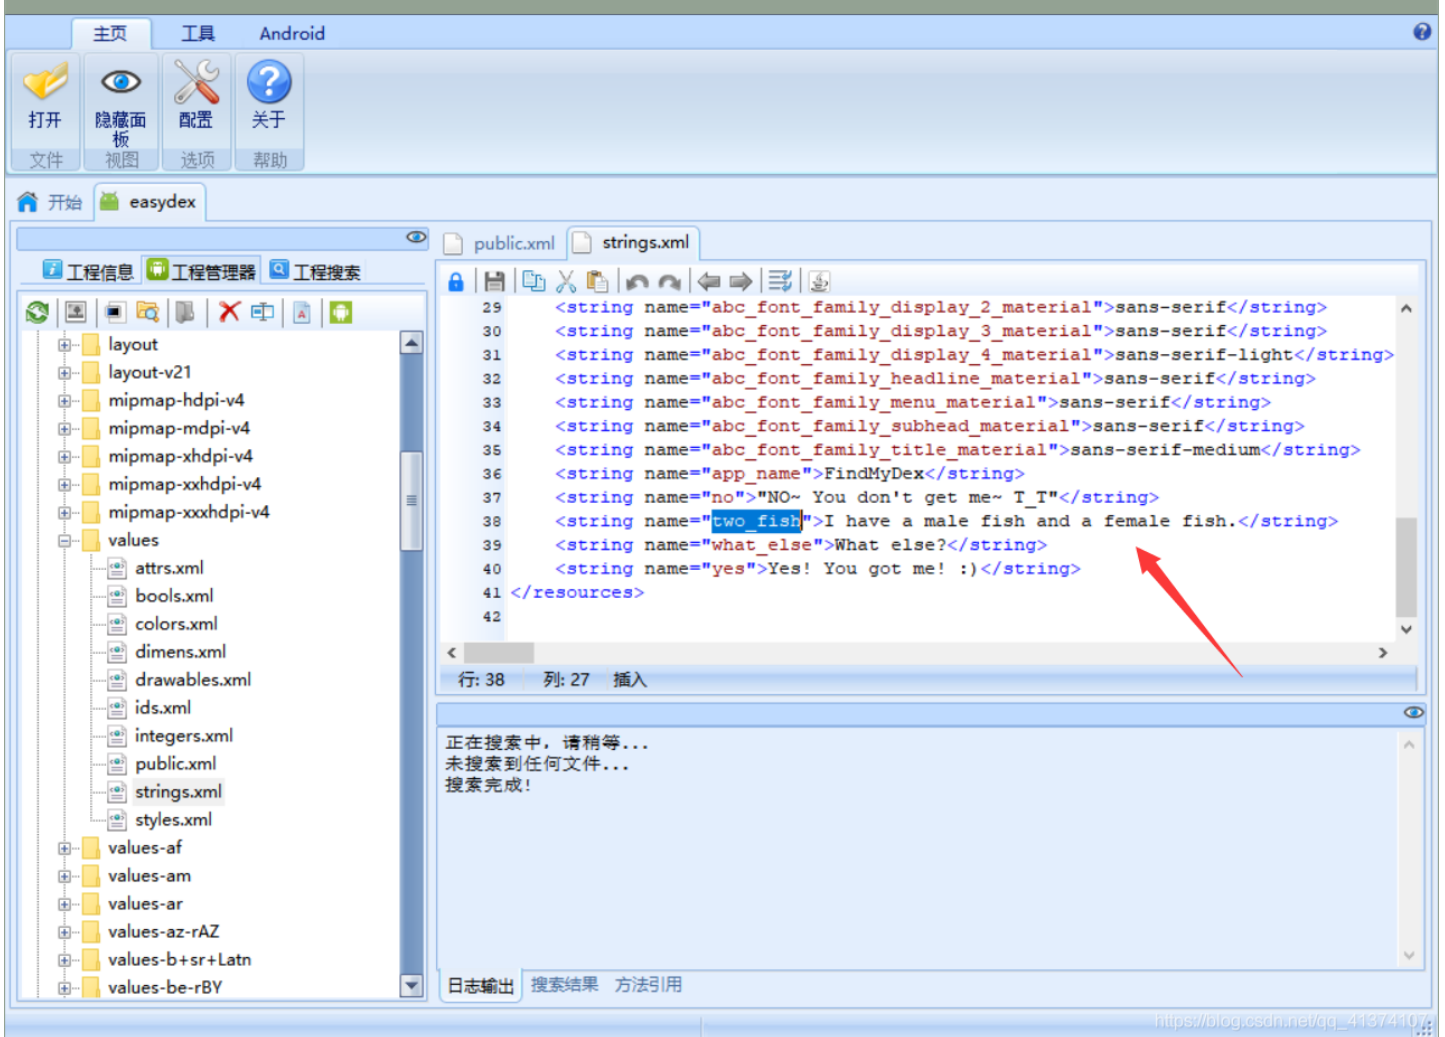 主页 工具 Android
打开 隐藏面板 配置 关于
文件 视图 选项 帮助
开始 easydex
工程信息 工程管理器 工程搜索
layout
layout-v21
mipmap-hdpi-v4
mipmap-mdpi-v4
mipmap-xhdpi-v4
mipmap-xxhdpi-v4
mipmap-xxxhdpi-v4
values
attrs.xml
bools.xml
colors.xml
dimens.xml
drawables.xml
ids.xml
integers.xml
public.xml
strings.xml
styles.xml
values-af
values-am
values-ar
values-az-rAZ
values-b+sr+Latn
values-be-rBY
public.xml strings.xml
29 <string name="abc_font_family_display_2_material">sans-serif</string>
30 <string name="abc_font_family_display_3_material">sans-serif</string>
31 <string name="abc_font_family_display_4_material">sans-serif-light</string>
32 <string name="abc_font_family_headline_material">sans-serif</string>
33 <string name="abc_font_family_menu_material">sans-serif</string>
34 <string name="abc_font_family_subhead_material">sans-serif</string>
35 <string name="abc_font_family_title_material">sans-serif-medium</string>
36 <string name="app_name">FindMyDex</string>
37 <string name="no">"NO~ You don't get me~ T_T"</string>
38 <string name="two_fish">I have a male fish and a female fish.</string>
39 <string name="what_else">What else?</string>
40 <string name="yes">Yes! You got me! :)</string>
41 </resources>
42
行: 38 列: 27 插入
正在搜索中，请稍等...
未搜索到任何文件...
搜索完成!
日志输出 搜索结果 方法引用
https://blog.csdn.net/qq_41374107